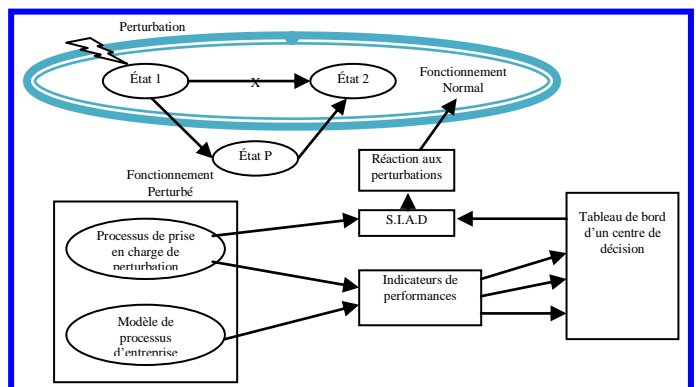 Perturbation
État 1
X
État 2
Fonctionnement
Normal
État P
Fonctionnement
Perturbé
Réaction aux
perturbations
S.I.A.D
Processus de prise
en charge de
perturbation
Tableau de bord
d'un centre de
décision
Indicateurs de
performances
Modèle de
processus
d'entreprise